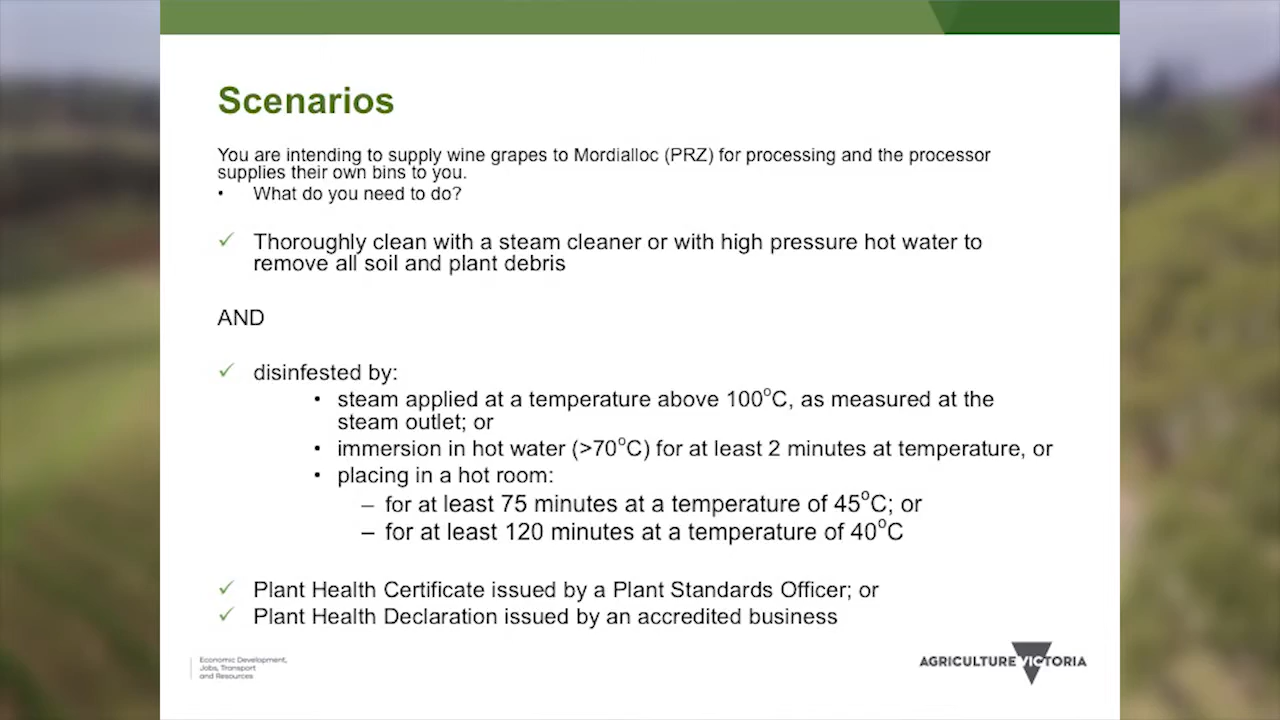 Scenarios
You are intending to supply wine grapes to Mordialloc (PRZ) for processing and the processor
supplies their own bins to you.
• What do you need to do?
✓ Thoroughly clean with a steam cleaner or with high pressure hot water to
remove all soil and plant debris
AND
✓ disinfested by:
• steam applied at a temperature above 100°C, as measured at the
steam outlet; or
• immersion in hot water (>70°C) for at least 2 minutes at temperature, or
• placing in a hot room:
– for at least 75 minutes at a temperature of 45°C; or
– for at least 120 minutes at a temperature of 40°C
✓ Plant Health Certificate issued by a Plant Standards Officer; or
✓ Plant Health Declaration issued by an accredited business
Economic Development,
Jobs, Transport
and Resources
AGRICULTURE VICTORIA